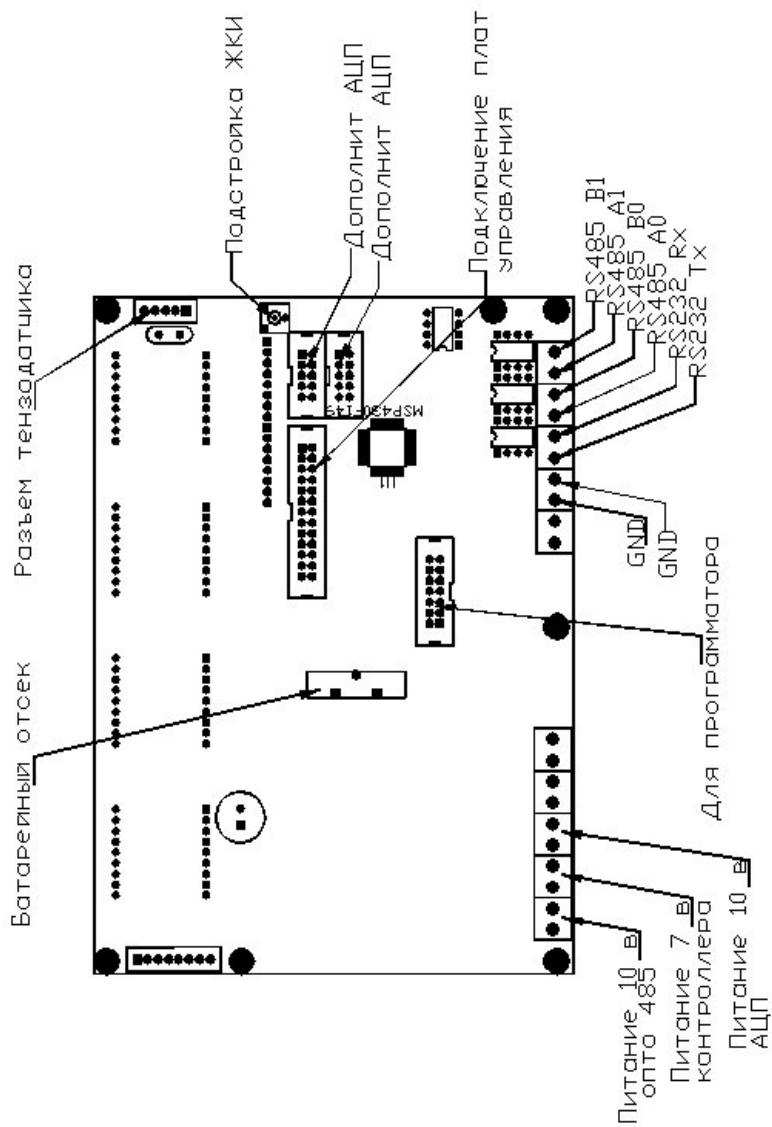 Разъем тензодатчика
Подстройка ЖКИ
Дополнит АЦП
Дополнит АЦП
Подключение плат
управления
Батарейный отсек
MSP430F149
RS485 B1
RS485 A1
RS485 B0
RS485 A0
RS232 Rx
RS232 Tx
GND
GND
Для программатора
Питание 10 в
опто 485
Питание 7 в
контроллера
Питание 10 в
АЦП